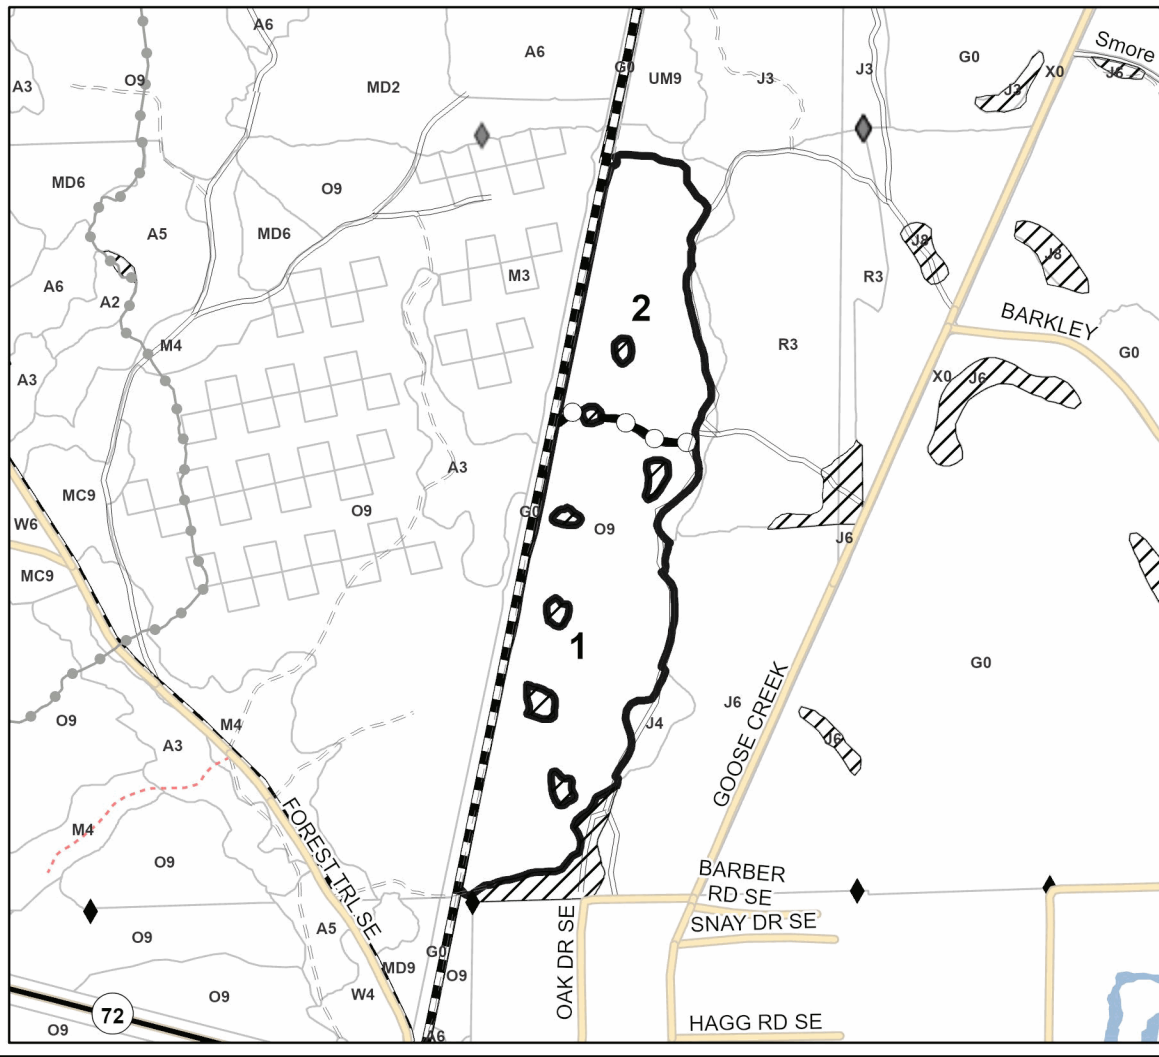 A6
A6
G0
UM9
J3
J3
G0
X0
Smore
J6
A3
O9
MD2
J3
MD6
O9
A5
MD6
J8
J8
A6
A2
M3
R3
2
BARKLEY
M4
R3
G0
A3
X0
J6
A3
MC9
O9
G0
O9
W6
J6
MC9
1
G0
GOOSE CREEK
O9
M4
J4
J6
J6
A3
M4
FOREST TRL SE
O9
BARBER
RD SE
SNAY DR SE
OAK DR SE
O9
A5
G0
MD9
O9
O9
W4
72
O9
A6
HAGG RD SE